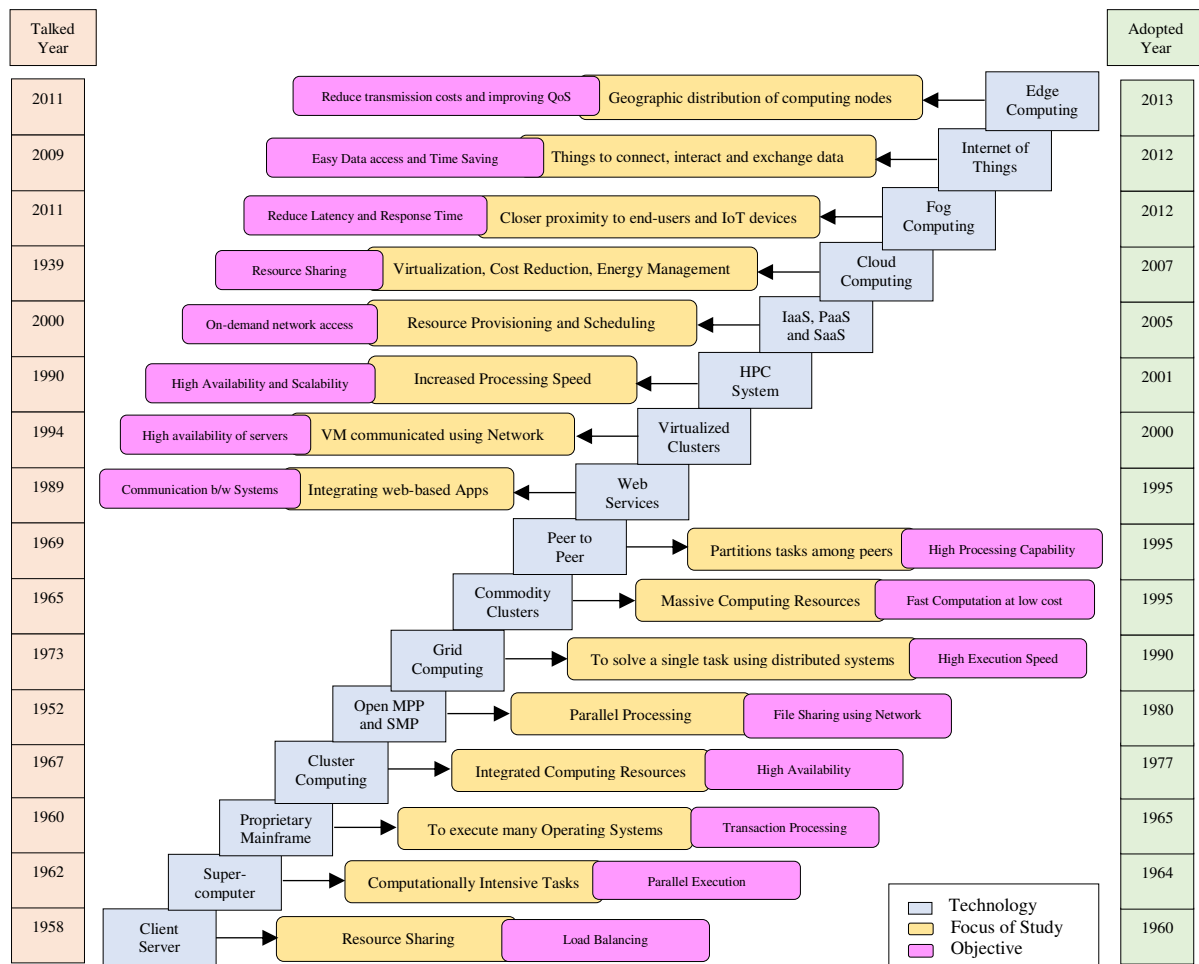 Talked
Year
Adopted
Year
2011
Reduce transmission costs and improving QoS
Geographic distribution of computing nodes
Edge
Computing
2013
2009
Easy Data access and Time Saving
Things to connect, interact and exchange data
Internet of
Things
2012
2011
Reduce Latency and Response Time
Closer proximity to end-users and IoT devices
Fog
Computing
2012
1939
Resource Sharing
Virtualization, Cost Reduction, Energy Management
Cloud
Computing
2007
2000
On-demand network access
Resource Provisioning and Scheduling
IaaS, PaaS
and SaaS
2005
1990
High Availability and Scalability
Increased Processing Speed
HPC
System
2001
1994
High availability of servers
VM communicated using Network
Virtualized
Clusters
2000
1989
Communication b/w Systems
Integrating web-based Apps
Web
Services
1995
1969
Peer to
Peer
Partitions tasks among peers
High Processing Capability
1995
1965
Commodity
Clusters
Massive Computing Resources
Fast Computation at low cost
1995
1973
Grid
Computing
To solve a single task using distributed systems
High Execution Speed
1990
1952
Open MPP
and SMP
Parallel Processing
File Sharing using Network
1980
1967
Cluster
Computing
Integrated Computing Resources
High Availability
1977
1960
Proprietary
Mainframe
To execute many Operating Systems
Transaction Processing
1965
1962
Super-
computer
Computationally Intensive Tasks
Parallel Execution
1964
1958
Client
Server
Resource Sharing
Load Balancing
1960
Technology
Focus of Study
Objective